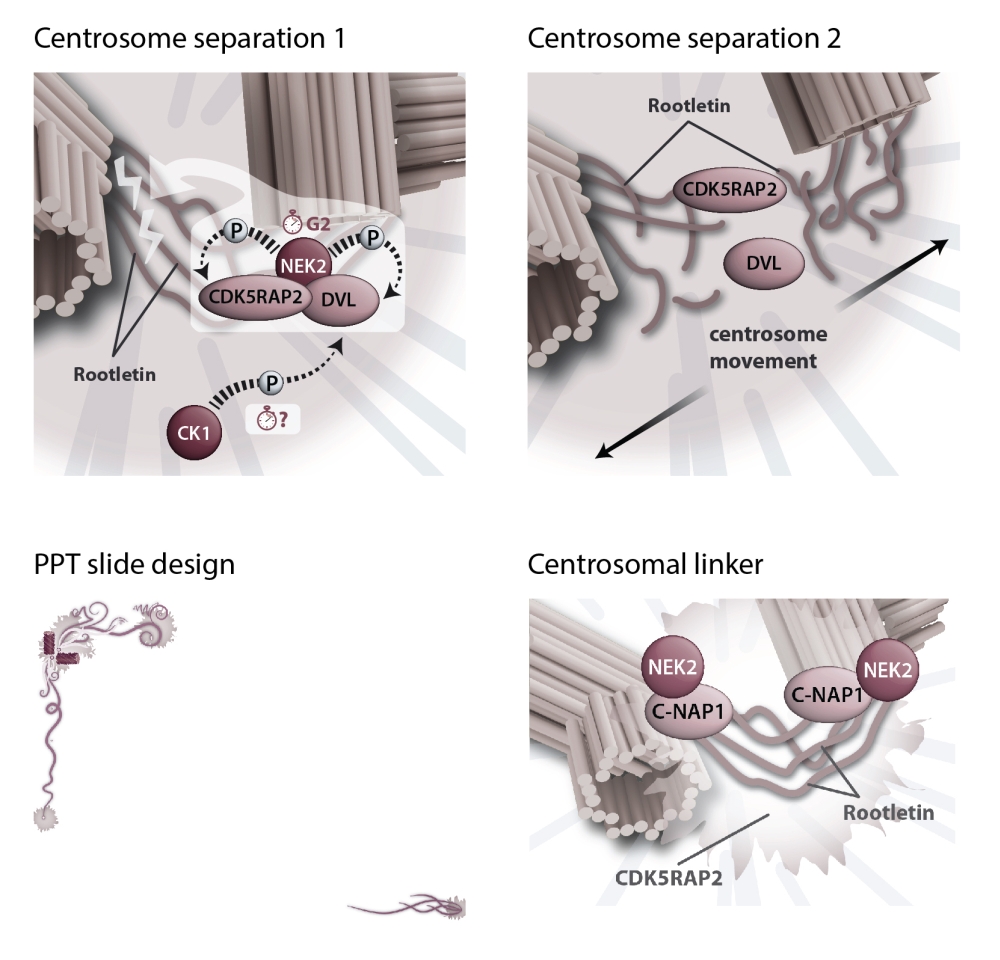 Centrosome separation 1
P
G2
P
NEK2
CDK5RAP2
DVL
Rootletin
P
?
CK1
Centrosome separation 2
Rootletin
CDK5RAP2
DVL
centrosome
movement
PPT slide design
Centrosomal linker
NEK2
NEK2
C-NAP1
C-NAP1
Rootletin
CDK5RAP2